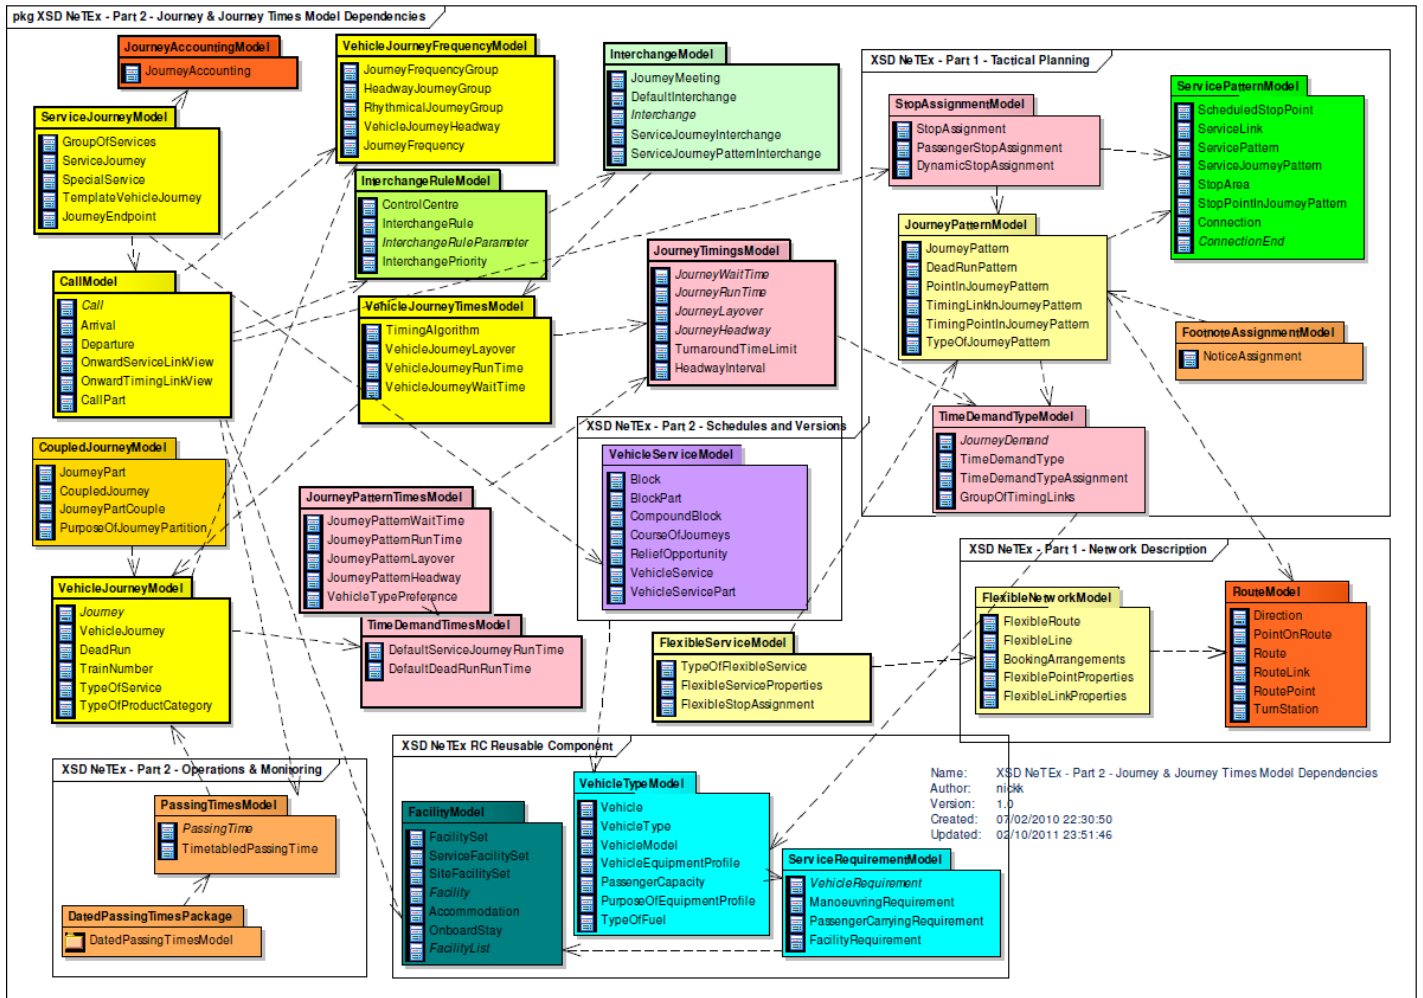 pkg XSD NeTEx - Part 2 - Journey & Journey Times Model Dependencies
JourneyAccountingModel
JourneyAccounting
ServiceJourneyModel
GroupOfServices
ServiceJourney
SpecialService
TemplateVehicleJourney
JourneyEndpoint
VehicleJourneyFrequencyModel
JourneyFrequencyGroup
HeadwayJourneyGroup
RhythmicalJourneyGroup
VehicleJourneyHeadway
JourneyFrequency
InterchangeModel
JourneyMeeting
DefaultInterchange
Interchange
ServiceJourneyInterchange
ServiceJourneyPatternInterchange
InterchangeRuleModel
ControlCentre
InterchangeRule
InterchangeRuleParameter
InterchangePriority
CallModel
Call
Arrival
Departure
OnwardServiceLinkView
OnwardTimingLinkView
CallPart
VehicleJourneyTimesModel
TimingAlgorithm
VehicleJourneyLayover
VehicleJourneyRunTime
VehicleJourneyWaitTime
JourneyTimingsModel
JourneyWaitTime
JourneyRunTime
JourneyLayover
JourneyHeadway
TurnaroundTimeLimit
HeadwayInterval
XSD NeTEx - Part 1 - Tactical Planning
StopAssignmentModel
StopAssignment
PassengerStopAssignment
DynamicStopAssignment
ServicePatternModel
ScheduledStopPoint
ServiceLink
ServicePattern
ServiceJourneyPattern
StopArea
StopPointInJourneyPattern
Connection
ConnectionEnd
JourneyPatternModel
JourneyPattern
DeadRunPattern
PointInJourneyPattern
TimingLinkInJourneyPattern
TimingPointInJourneyPattern
TypeOfJourneyPattern
FootnoteAssignmentModel
NoticeAssignment
TimeDemandTypeModel
JourneyDemand
TimeDemandType
TimeDemandTypeAssignment
GroupOfTimingLinks
CoupledJourneyModel
JourneyPart
CoupledJourney
JourneyPartCouple
PurposeOfJourneyPartition
XSD NeTEx - Part 2 - Schedules and Versions
VehicleServiceModel
Block
BlockPart
CompoundBlock
CourseOfJourneys
ReliefOpportunity
VehicleService
VehicleServicePart
JourneyPatternTimesModel
JourneyPatternWaitTime
JourneyPatternRunTime
JourneyPatternLayover
JourneyPatternHeadway
VehicleTypePreference
TimeDemandTimesModel
DefaultServiceJourneyRunTime
DefaultDeadRunRunTime
VehicleJourneyModel
Journey
VehicleJourney
DeadRun
TrainNumber
TypeOfService
TypeOfProductCategory
FlexibleServiceModel
TypeOfFlexibleService
FlexibleServiceProperties
FlexibleStopAssignment
XSD NeTEx - Part 1 - Network Description
FlexibleNetworkModel
FlexibleRoute
FlexibleLine
BookingArrangements
FlexiblePointProperties
FlexibleLinkProperties
RouteModel
Direction
PointOnRoute
Route
RouteLink
RoutePoint
TurnStation
XSD NeTEx - Part 2 - Operations & Monitoring
PassingTimesModel
PassingTime
TimetabledPassingTime
DatedPassingTimesPackage
DatedPassingTimesModel
XSD NeTEx RC Reusable Component
FacilityModel
FacilitySet
ServiceFacilitySet
SiteFacilitySet
Facility
Accommodation
OnboardStay
FacilityList
VehicleTypeModel
Vehicle
VehicleType
VehicleModel
VehicleEquipmentProfile
PassengerCapacity
PurposeOfEquipmentProfile
TypeOfFuel
ServiceRequirementModel
VehicleRequirement
ManoeuvringRequirement
PassengerCarryingRequirement
FacilityRequirement
Name: XSD NeTEx - Part 2 - Journey & Journey Times Model Dependencies
Author: nickk
Version: 1.0
Created: 07/02/2010 22:30:50
Updated: 02/10/2011 23:51:46